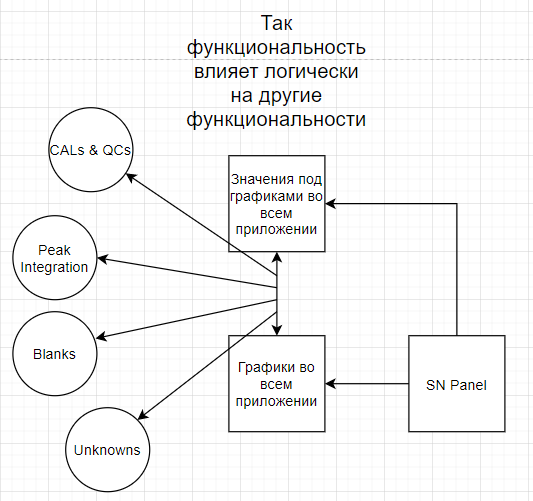 Так
функциональность
влияет логически
на другие
функциональности
CALs & QCs
Значения под
графиками во
всем
приложении
Peak
Integration
Blanks
Графики во
всем
приложении
SN Panel
Unknowns